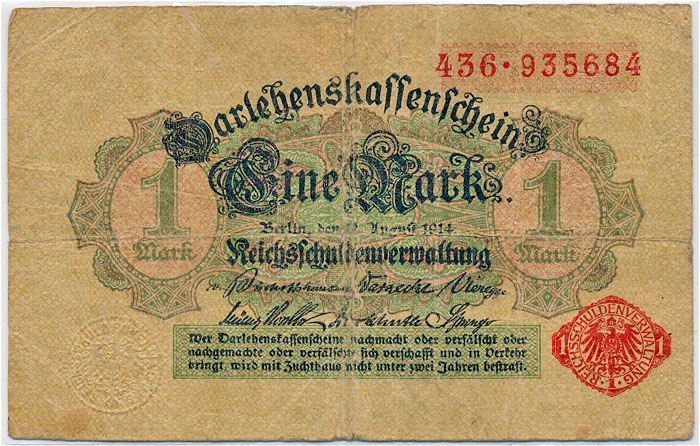 436·935684
Darlehenskassenschein
Eine Mark.
1 Mark
1 Mark
Berlin, den 12. August 1914
Reichsschuldenverwaltung
Wer Darlehenskassenscheine nachmacht oder verfälscht oder
nachgemachte oder verfälschte sich verschafft und in Verkehr
bringt, wird mit Zuchthaus nicht unter zwei Jahren bestraft.
REICHSSCHULDENVERWALTUNG
1 1
·1·